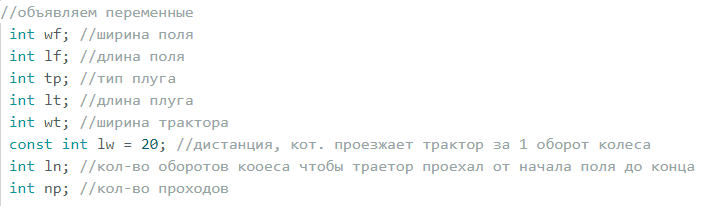 //объявляем переменные
int wf; //ширина поля
int lf; //длина поля
int tp; //тип плуга
int lt; //длина плуга
int wt; //ширина трактора
const int lw = 20; //дистанция, кот. проезжает трактор за 1 оборот колеса
int ln; //кол-во оборотов кооеса чтобы траетор проехал от начала поля до конца
int np; //кол-во проходов